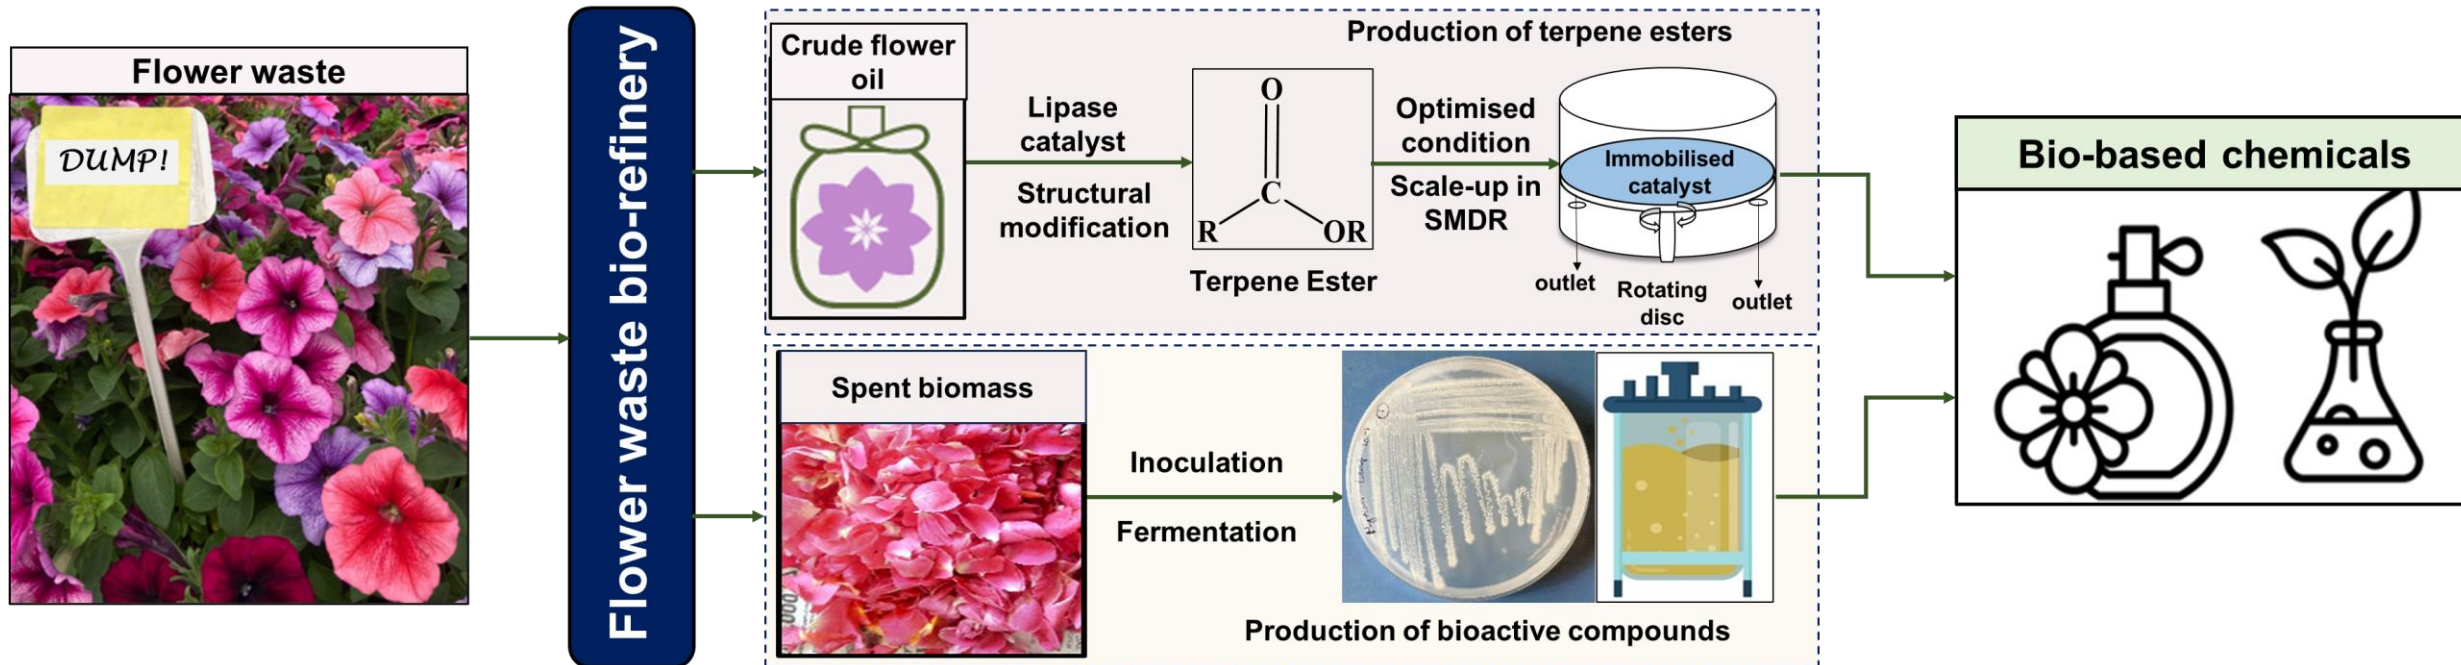 Flower waste
DUMP!
Flower waste bio-refinery
Crude flower
oil
Production of terpene esters
Lipase
catalyst
Structural
modification
O
C
R
OR
Terpene Ester
Optimised
condition
Scale-up in
SMDR
Immobilised
catalyst
outlet
Rotating
disc
outlet
Spent biomass
Inoculation
Fermentation
Production of bioactive compounds
Bio-based chemicals